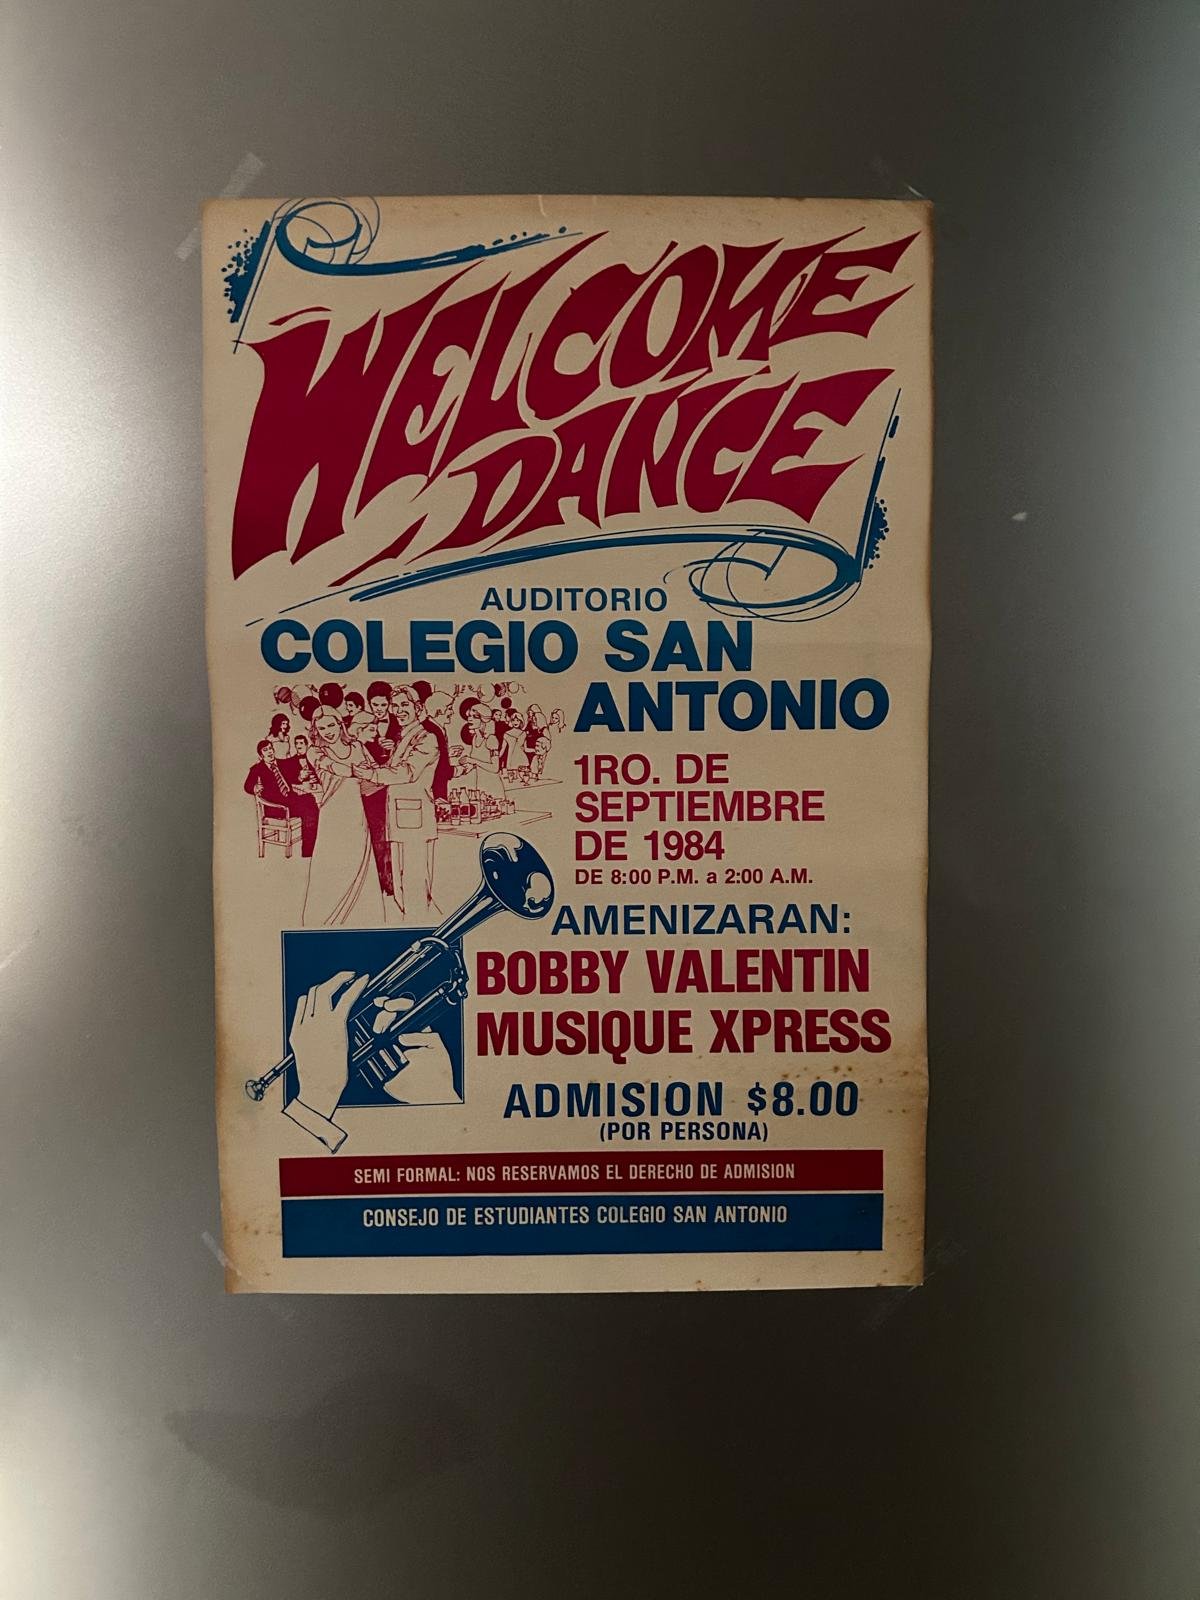 WELCOME
DANCE
AUDITORIO
COLEGIO SAN
ANTONIO
1RO. DE
SEPTIEMBRE
DE 1984
DE 8:00 P.M. a 2:00 A.M.
AMENIZARAN:
BOBBY VALENTIN
MUSIQUE XPRESS
ADMISION $8.00
(POR PERSONA)
SEMI FORMAL: NOS RESERVAMOS EL DERECHO DE ADMISION
CONSEJO DE ESTUDIANTES COLEGIO SAN ANTONIO